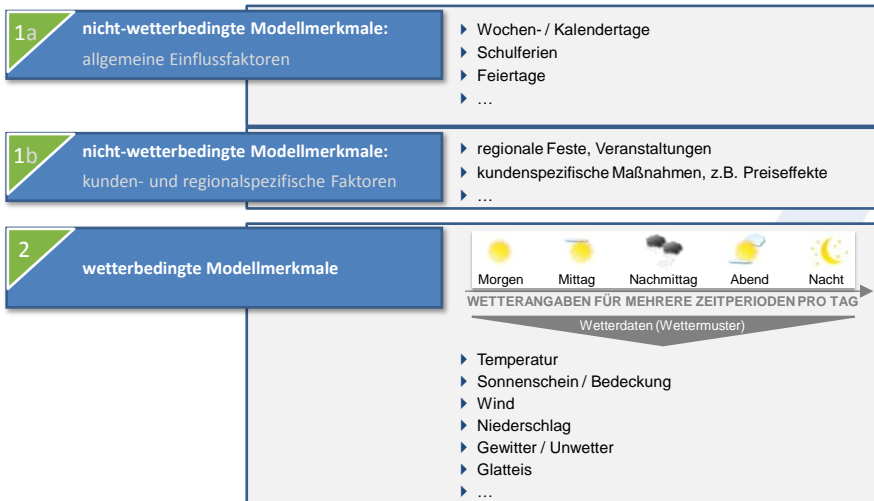 1a
nicht-wetterbedingte Modellmerkmale:
allgemeine Einflussfaktoren
Wochen- / Kalendertage
Schulferien
Feiertage
…
1b
nicht-wetterbedingte Modellmerkmale:
kunden- und regionalspezifische Faktoren
regionale Feste, Veranstaltungen
kundenspezifische Maßnahmen, z.B. Preiseffekte
…
2
wetterbedingte Modellmerkmale
Morgen Mittag Nachmittag Abend Nacht
WETTERANGABEN FÜR MEHRERE ZEITPERIODEN PRO TAG
Wetterdaten (Wettermuster)
Temperatur
Sonnenschein / Bedeckung
Wind
Niederschlag
Gewitter / Unwetter
Glatteis
…